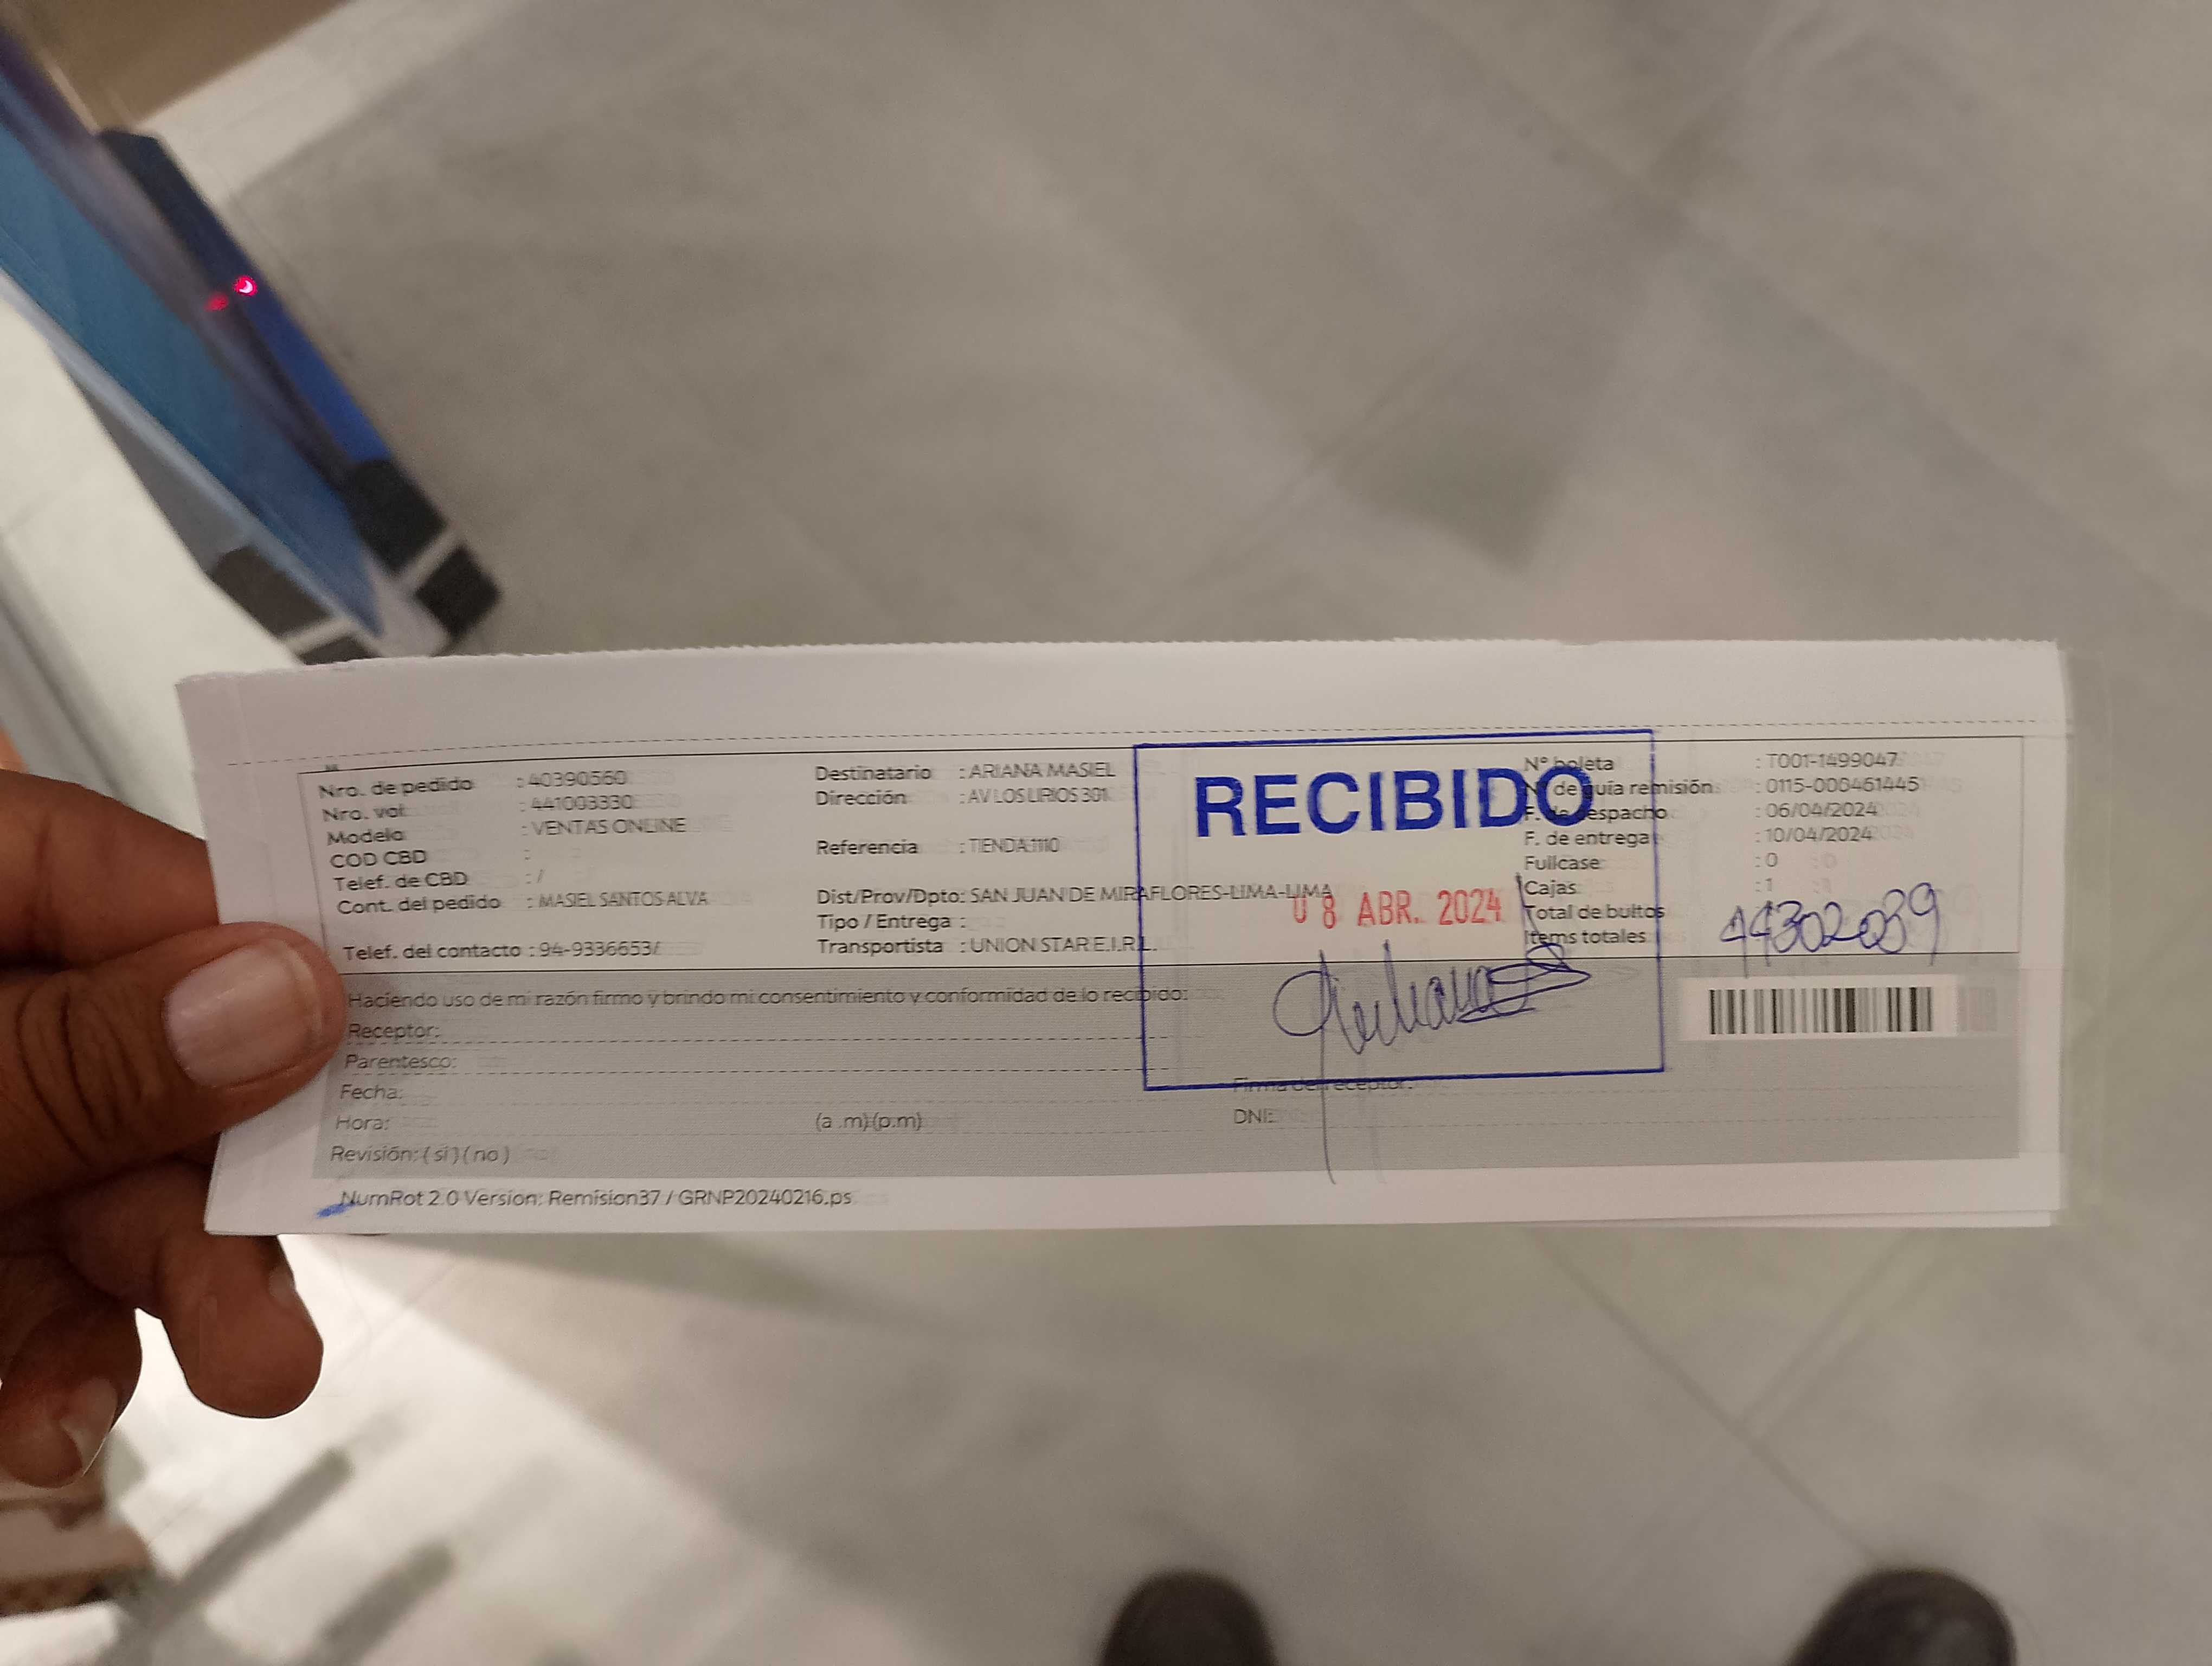 Nro. de pedido : 40390560
Nro. vol : 441003330
Modelo : VENTAS ONLINE
COD CBD :
Telef. de CBD : /
Cont. del pedido : MASIEL SANTOS ALVA
Telef. del contacto : 94-9336653/
Destinatario : ARIANA MASIEL
Dirección : AV LOS LIRIOS 301
Referencia : TIENDA 1110
Dist/Prov/Dpto: SAN JUAN DE MIRAFLORES-LIMA-LIMA
Tipo / Entrega :
Transportista : UNION STAR E.I.R.L.
RECIBIDO
08 ABR. 2024
N° boleta : T001-1499047
N° de guía remisión : 0115-000461445
F. de despacho : 06/04/2024
F. de entrega : 10/04/2024
Fullcase : 0
Cajas : 1
Total de bultos
Items totales
44302039
Haciendo uso de mi razón firmo y brindo mi consentimiento y conformidad de lo recibido:
Receptor:
Parentesco:
Fecha:
Firma del receptor:
Hora: (a.m)(p.m) DNI:
Revisión: ( si ) ( no )
NumRot 2.0 Version: Remision37 / GRNP20240216.ps